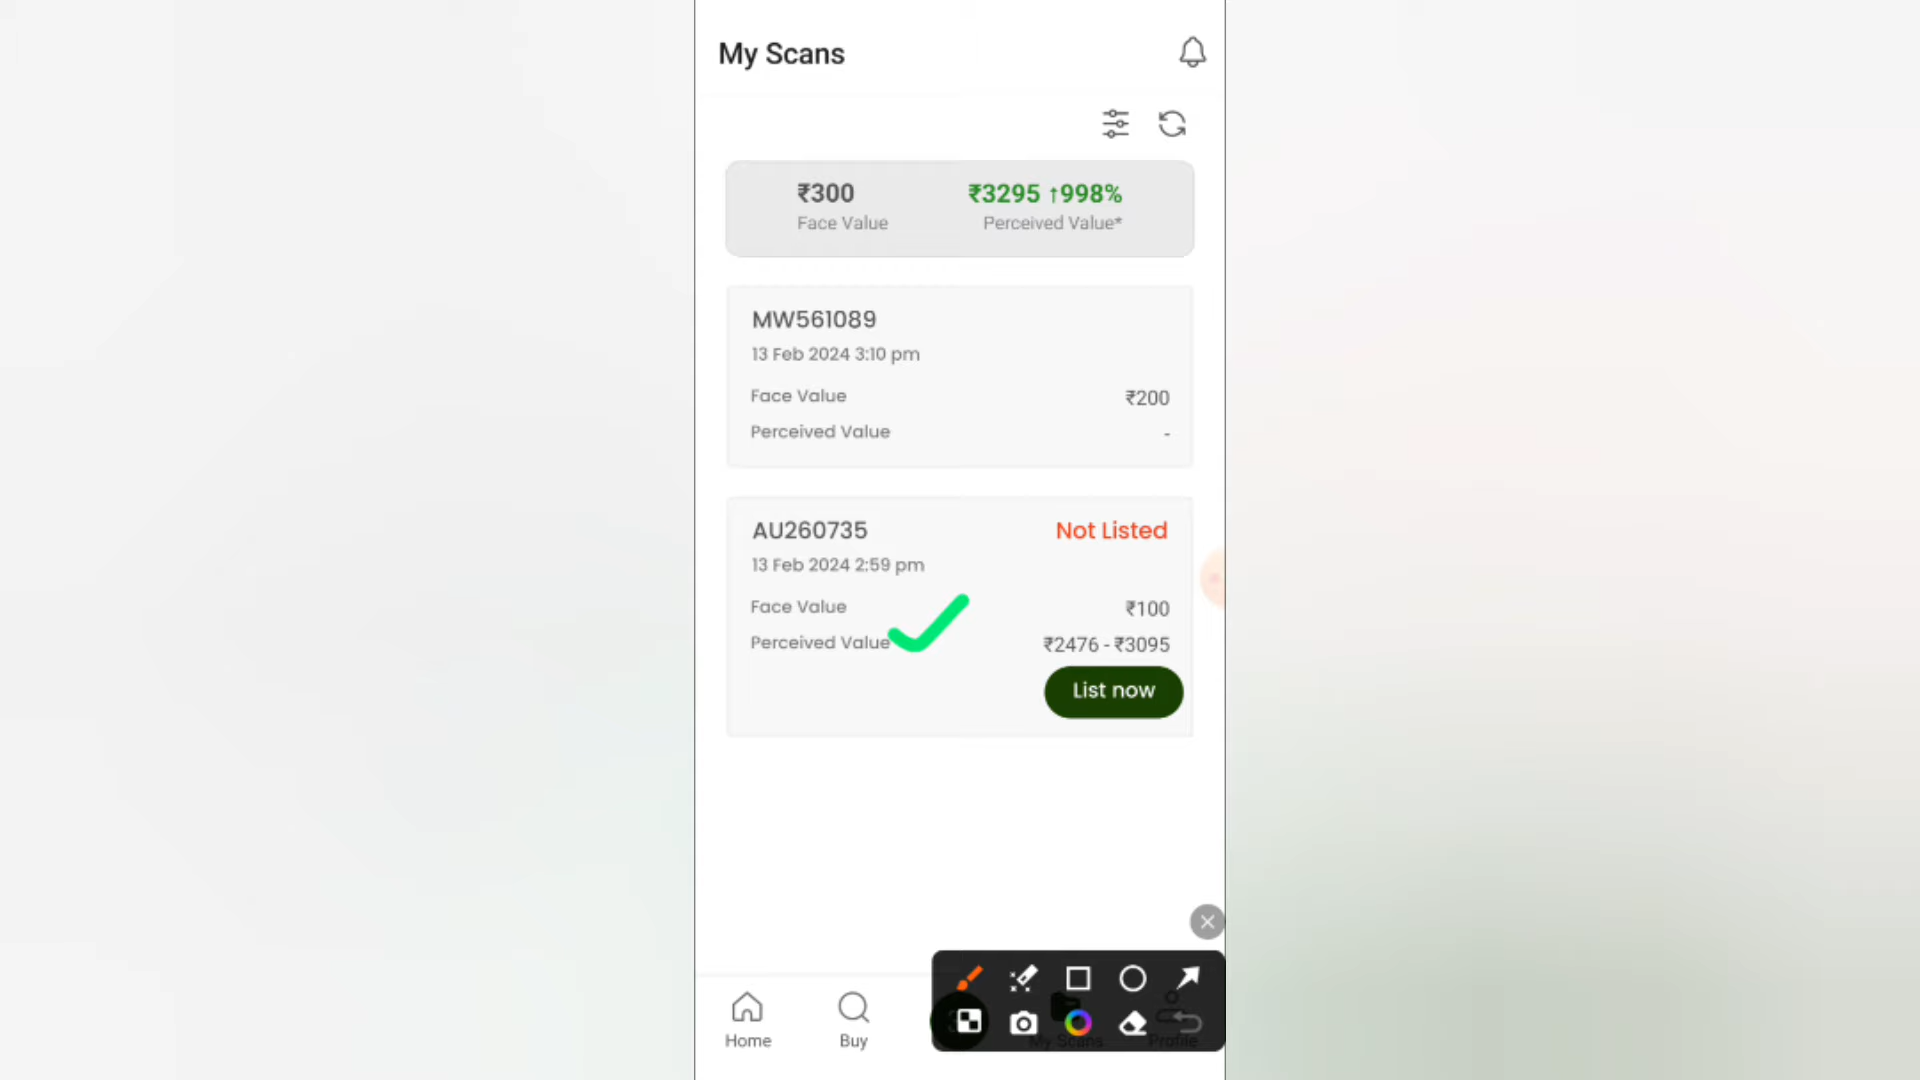 My Scans
₹300
₹3295 ↑998%
Face Value
Perceived Value*
MW561089
13 Feb 2024 3:10 pm
Face Value
₹200
Perceived Value
-
AU260735
Not Listed
13 Feb 2024 2:59 pm
Face Value
₹100
Perceived Value
₹2476 - ₹3095
List now
Home
Buy
My Scans
Profile